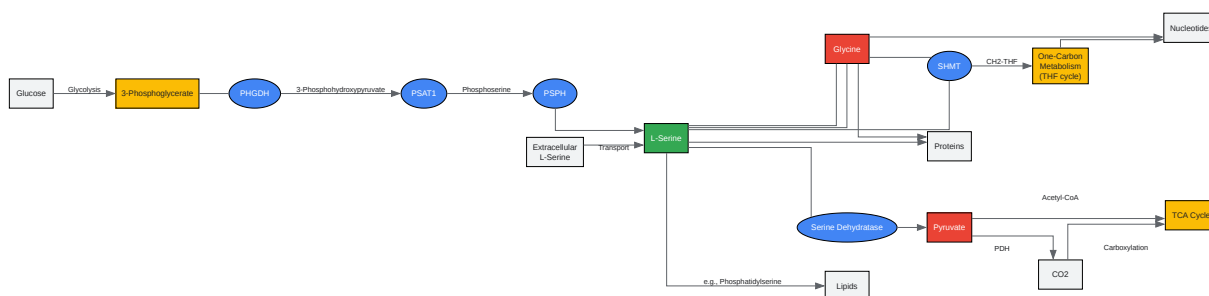 Nucleotides
Glycine
CH2-THF
SHMT
One-Carbon
Metabolism
(THF cycle)
Glucose
Glycolysis
3-Phosphoglycerate
PHGDH
3-Phosphohydroxypyruvate
PSAT1
Phosphoserine
PSPH
L-Serine
Extracellular
L-Serine
Transport
Proteins
Acetyl-CoA
TCA Cycle
Serine Dehydratase
Pyruvate
PDH
Carboxylation
CO2
e.g., Phosphatidylserine
Lipids